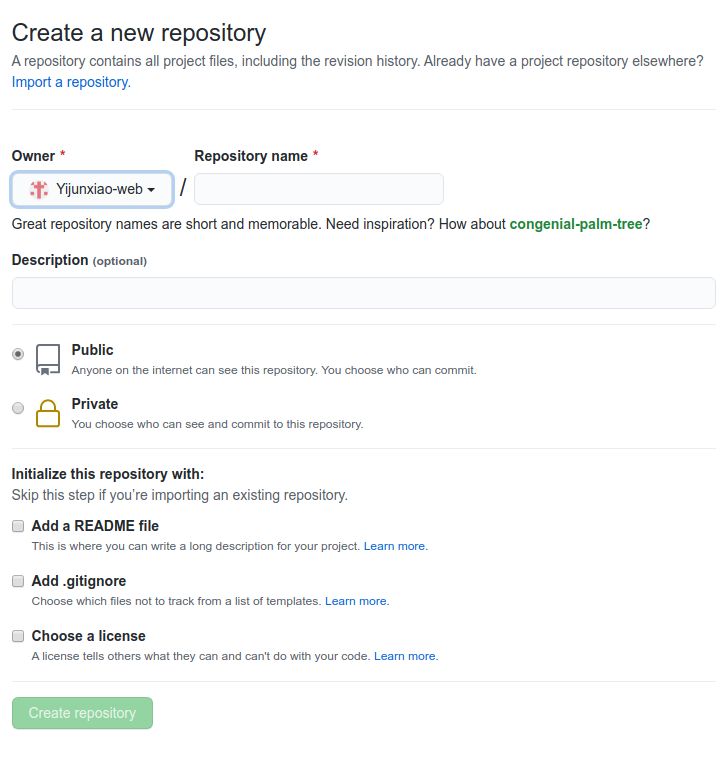 Create a new repository
A repository contains all project files, including the revision history. Already have a project repository elsewhere?
Import a repository.
Owner * Repository name *
Yijunxiao-web /
Great repository names are short and memorable. Need inspiration? How about congenial-palm-tree?
Description (optional)
Public
Anyone on the internet can see this repository. You choose who can commit.
Private
You choose who can see and commit to this repository.
Initialize this repository with:
Skip this step if you’re importing an existing repository.
Add a README file
This is where you can write a long description for your project. Learn more.
Add .gitignore
Choose which files not to track from a list of templates. Learn more.
Choose a license
A license tells others what they can and can't do with your code. Learn more.
Create repository